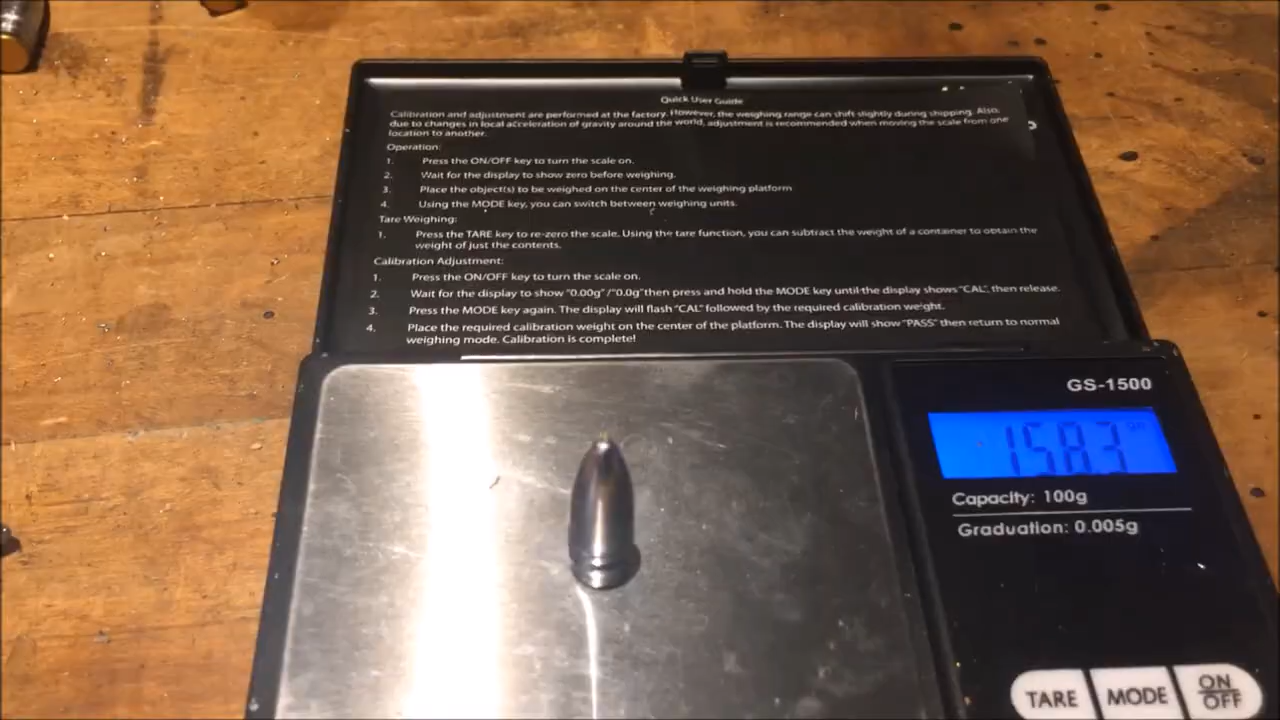 Quick User Guide
Calibration and adjustment are performed at the factory. However, the weighing range can shift slightly during shipping. Also,
due to changes in local acceleration of gravity around the world, adjustment is recommended when moving the scale from one
location to another.
Operation:
1. Press the ON/OFF key to turn the scale on.
2. Wait for the display to show zero before weighing.
3. Place the object(s) to be weighed on the center of the weighing platform
4. Using the MODE key, you can switch between weighing units.
Tare Weighing:
1. Press the TARE key to re-zero the scale. Using the tare function, you can subtract the weight of a container to obtain the
weight of just the contents.
Calibration Adjustment:
1. Press the ON/OFF key to turn the scale on.
2. Wait for the display to show "0.00g"/"0.0g" then press and hold the MODE key until the display shows "CAL", then release.
3. Press the MODE key again. The display will flash "CAL" followed by the required calibration weight.
4. Place the required calibration weight on the center of the platform. The display will show "PASS" then return to normal
weighing mode. Calibration is complete!
GS-1500
158.3 gn
Capacity: 100g
Graduation: 0.005g
TARE MODE ON/OFF